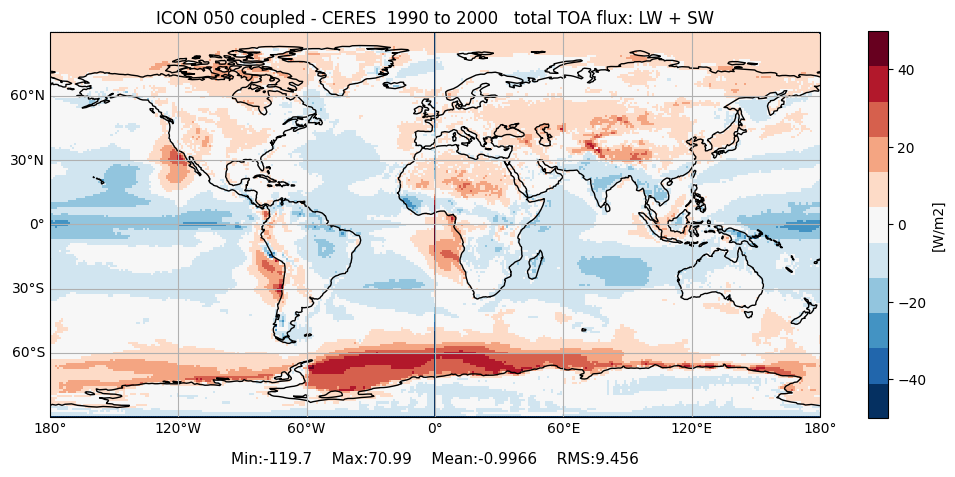 ICON 050 coupled - CERES  1990 to 2000   total TOA flux: LW + SW
60°N
30°N
0°
30°S
60°S
180°
120°W
60°W
0°
60°E
120°E
180°
40
20
0
−20
−40
[W/m2]
Min:-119.7    Max:70.99    Mean:-0.9966    RMS:9.456